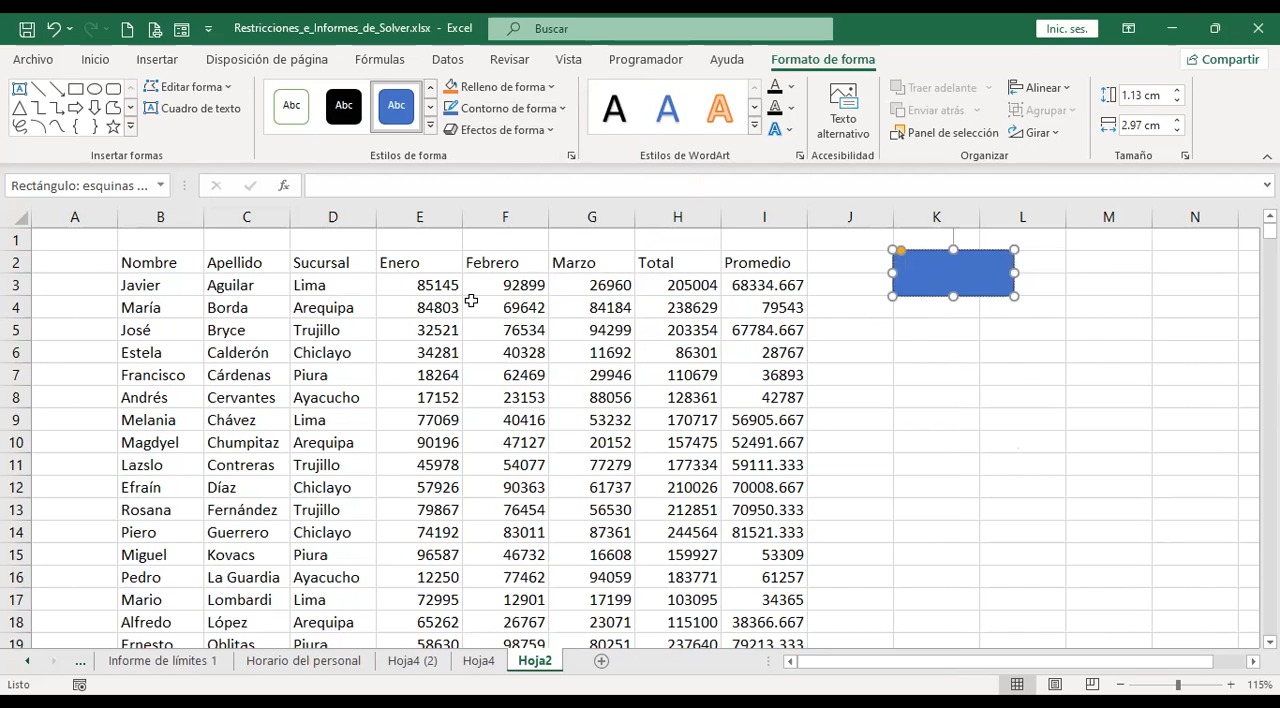 Restricciones_e_Informes_de_Solver.xlsx - Excel
Buscar
Inic. ses.
Archivo Inicio Insertar Disposición de página Fórmulas Datos Revisar Vista Programador Ayuda Formato de forma Compartir
Editar forma
Cuadro de texto
Insertar formas
Abc Abc Abc
Relleno de forma
Contorno de forma
Efectos de forma
Estilos de forma
A A A
A
A
A
Estilos de WordArt
Texto
alternativo
Accesibilidad
Traer adelante
Enviar atrás
Panel de selección
Alinear
Agrupar
Girar
Organizar
1.13 cm
2.97 cm
Tamaño
Rectángulo: esquinas ... fx
A B C D E F G H I J K L M N
1
2 Nombre Apellido Sucursal Enero Febrero Marzo Total Promedio
3 Javier Aguilar Lima 85145 92899 26960 205004 68334.667
4 María Borda Arequipa 84803 69642 84184 238629 79543
5 José Bryce Trujillo 32521 76534 94299 203354 67784.667
6 Estela Calderón Chiclayo 34281 40328 11692 86301 28767
7 Francisco Cárdenas Piura 18264 62469 29946 110679 36893
8 Andrés Cervantes Ayacucho 17152 23153 88056 128361 42787
9 Melania Chávez Lima 77069 40416 53232 170717 56905.667
10 Magdyel Chumpitaz Arequipa 90196 47127 20152 157475 52491.667
11 Lazslo Contreras Trujillo 45978 54077 77279 177334 59111.333
12 Efraín Díaz Chiclayo 57926 90363 61737 210026 70008.667
13 Rosana Fernández Trujillo 79867 76454 56530 212851 70950.333
14 Piero Guerrero Chiclayo 74192 83011 87361 244564 81521.333
15 Miguel Kovacs Piura 96587 46732 16608 159927 53309
16 Pedro La Guardia Ayacucho 12250 77462 94059 183771 61257
17 Mario Lombardi Lima 72995 12901 17199 103095 34365
18 Alfredo López Arequipa 65262 26767 23071 115100 38366.667
19 Ernesto Oblitas Piura 58630 98759 80251 237640 79213.333
... Informe de límites 1 Horario del personal Hoja4 (2) Hoja4 Hoja2
Listo 115%